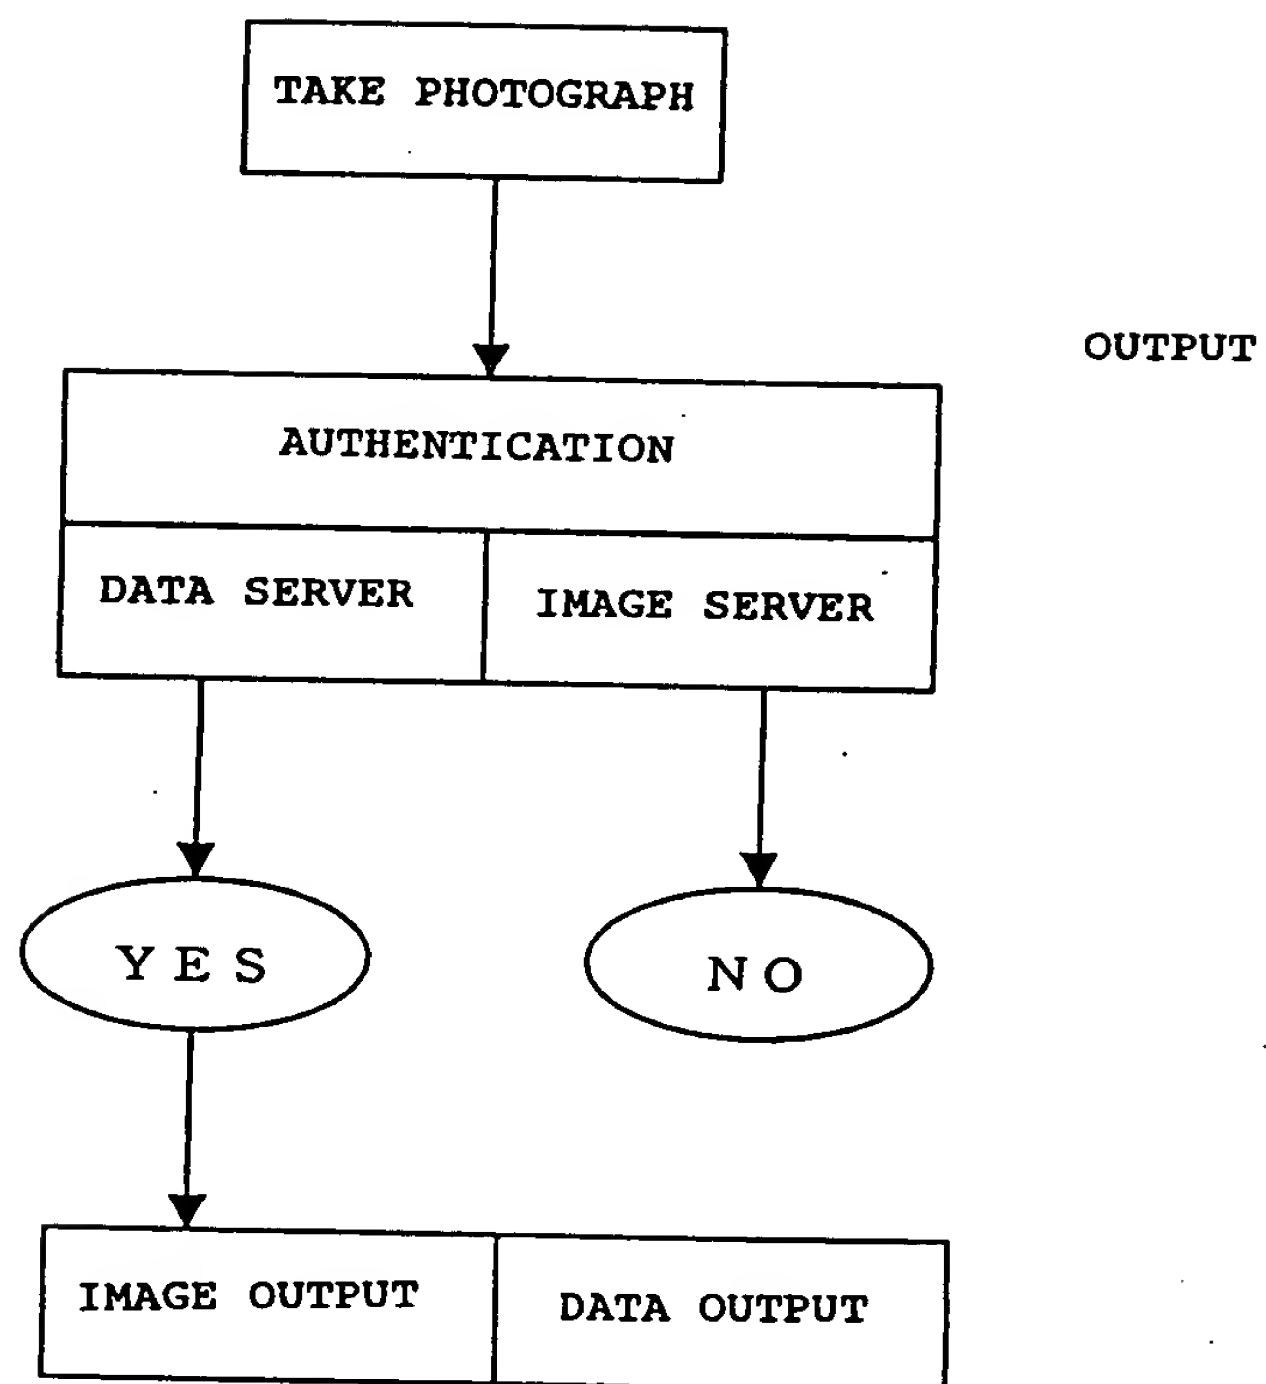 TAKE PHOTOGRAPH
OUTPUT
AUTHENTICATION
DATA SERVER
IMAGE SERVER
YES
NO
IMAGE OUTPUT
DATA OUTPUT